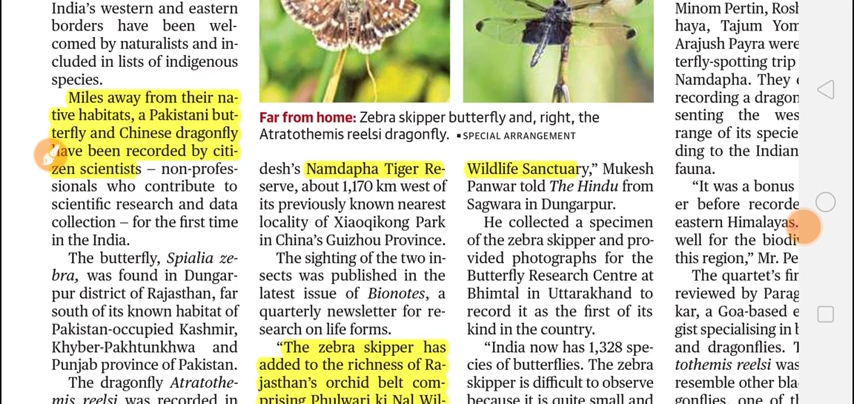 India's western and eastern
borders have been wel-
comed by naturalists and in-
cluded in lists of indigenous
species.
Miles away from their na-
tive habitats, a Pakistani but-
terfly and Chinese dragonfly
have been recorded by citi-
zen scientists – non-profes-
sionals who contribute to
scientific research and data
collection – for the first time
in the India.
The butterfly, Spialia ze-
bra, was found in Dungar-
pur district of Rajasthan, far
south of its known habitat of
Pakistan-occupied Kashmir,
Khyber-Pakhtunkhwa and
Punjab province of Pakistan.
The dragonfly Atratothe-
mis reelsi was recorded in
Far from home: Zebra skipper butterfly and, right, the
Atratothemis reelsi dragonfly. ▪SPECIAL ARRANGEMENT
desh's Namdapha Tiger Re-
serve, about 1,170 km west of
its previously known nearest
locality of Xiaoqikong Park
in China's Guizhou Province.
The sighting of the two in-
sects was published in the
latest issue of Bionotes, a
quarterly newsletter for re-
search on life forms.
"The zebra skipper has
added to the richness of Ra-
jasthan's orchid belt com-
prising Phulwari ki Nal Wil-
Wildlife Sanctuary," Mukesh
Panwar told The Hindu from
Sagwara in Dungarpur.
He collected a specimen
of the zebra skipper and pro-
vided photographs for the
Butterfly Research Centre at
Bhimtal in Uttarakhand to
record it as the first of its
kind in the country.
"India now has 1,328 spe-
cies of butterflies. The zebra
skipper is difficult to observe
because it is quite small and
Minom Pertin, Rosh
haya, Tajum Yom
Arajush Payra were
terfly-spotting trip
Namdapha. They
recording a dragon
senting the wes
range of its specie
ding to the Indian
fauna.
"It was a bonus
er before recorde
eastern Himalayas.
well for the biodi
this region," Mr. Pe
The quartet's fir
reviewed by Parag
kar, a Goa-based e
gist specialising in b
and dragonflies. T
tothemis reelsi was
resemble other bla
gonflies, one of